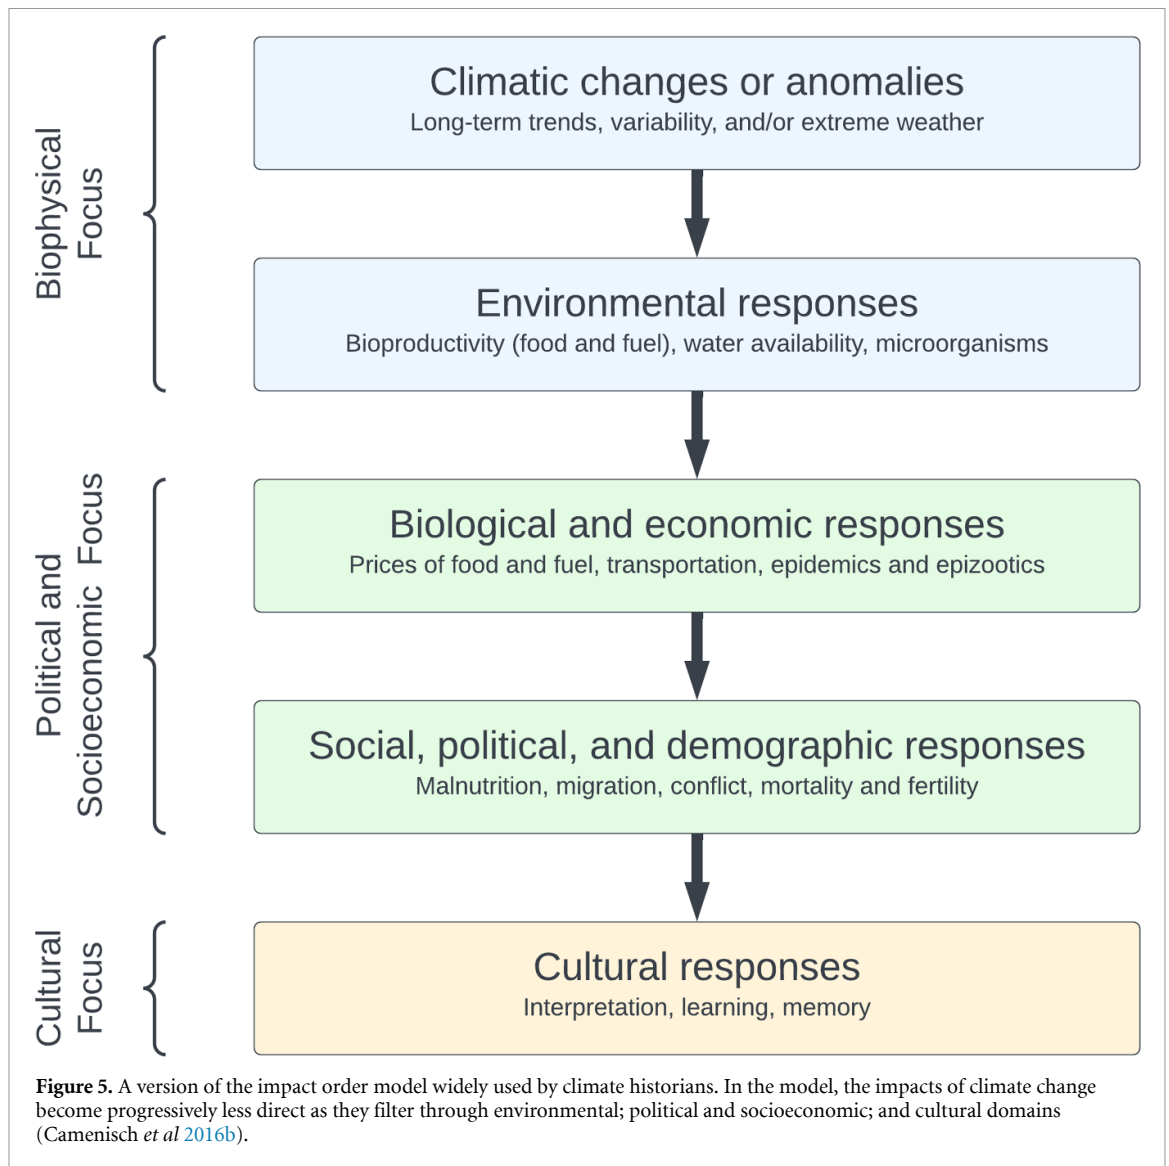 Biophysical
Focus
Climatic changes or anomalies
Long-term trends, variability, and/or extreme weather
Environmental responses
Bioproductivity (food and fuel), water availability, microorganisms
Political and
Socioeconomic Focus
Biological and economic responses
Prices of food and fuel, transportation, epidemics and epizootics
Social, political, and demographic responses
Malnutrition, migration, conflict, mortality and fertility
Cultural
Focus
Cultural responses
Interpretation, learning, memory
Figure 5. A version of the impact order model widely used by climate historians. In the model, the impacts of climate change
become progressively less direct as they filter through environmental; political and socioeconomic; and cultural domains
(Camenisch et al 2016b).